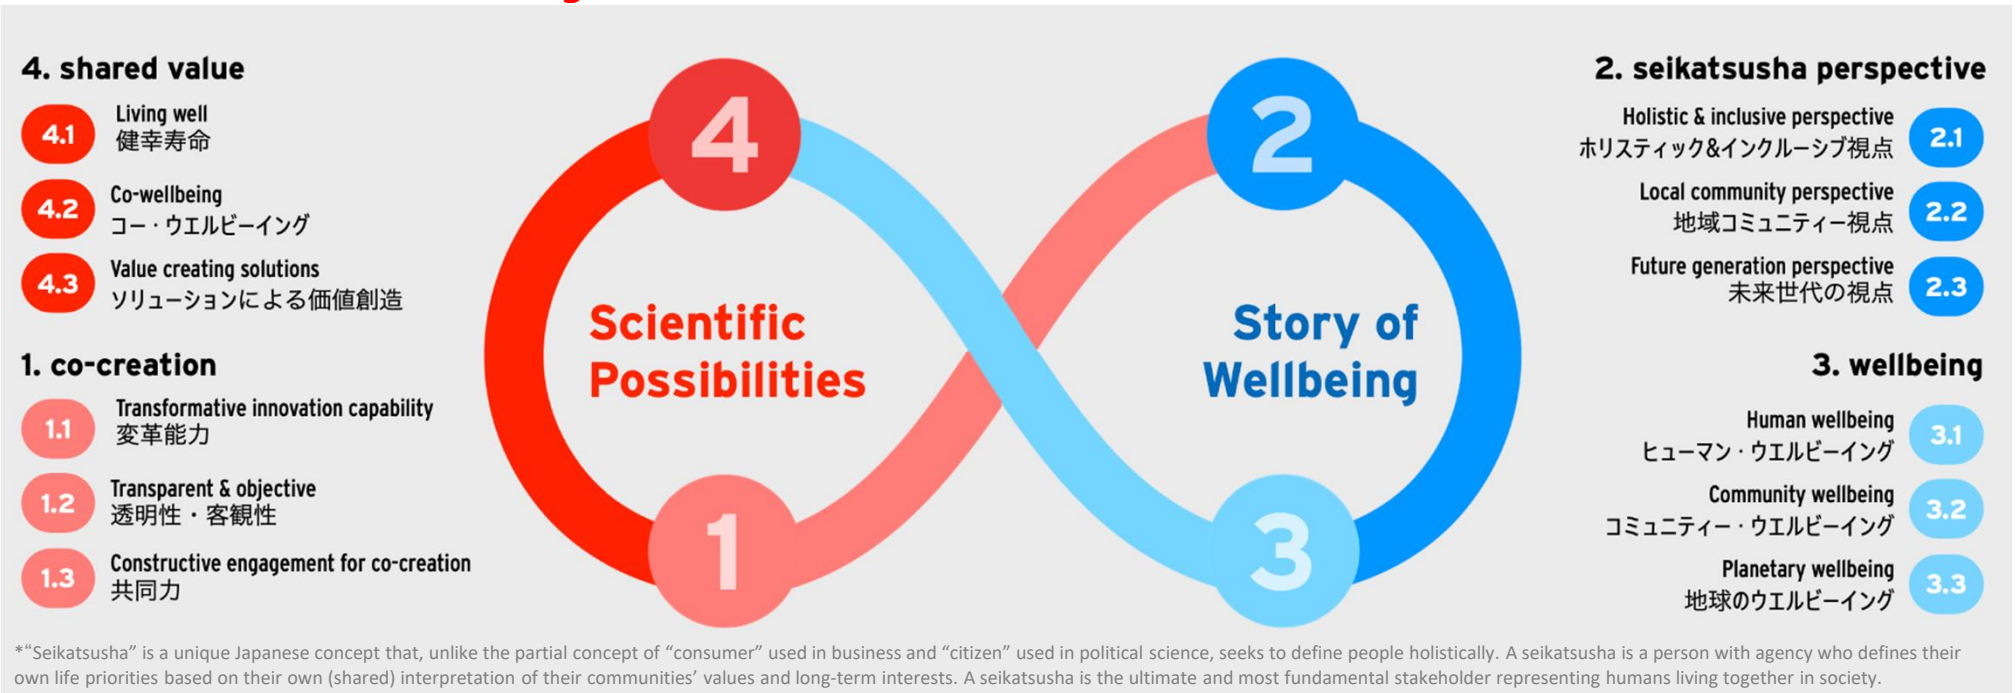 4. shared value
4.1
Living well
健幸寿命
4.2
Co-wellbeing
コー・ウエルビーイング
4.3
Value creating solutions
ソリューションによる価値創造
1. co-creation
1.1
Transformative innovation capability
変革能力
1.2
Transparent & objective
透明性・客観性
1.3
Constructive engagement for co-creation
共同力
4
2
Scientific
Possibilities
Story of
Wellbeing
1
3
2. seikatsusha perspective
Holistic & inclusive perspective
ホリスティック&インクルーシブ視点
2.1
Local community perspective
地域コミュニティー視点
2.2
Future generation perspective
未来世代の視点
2.3
3. wellbeing
Human wellbeing
ヒューマン・ウエルビーイング
3.1
Community wellbeing
コミュニティー・ウエルビーイング
3.2
Planetary wellbeing
地球のウエルビーイング
3.3
*“Seikatsusha” is a unique Japanese concept that, unlike the partial concept of “consumer” used in business and “citizen” used in political science, seeks to define people holistically. A seikatsusha is a person with agency who defines their
own life priorities based on their own (shared) interpretation of their communities’ values and long-term interests. A seikatsusha is the ultimate and most fundamental stakeholder representing humans living together in society.